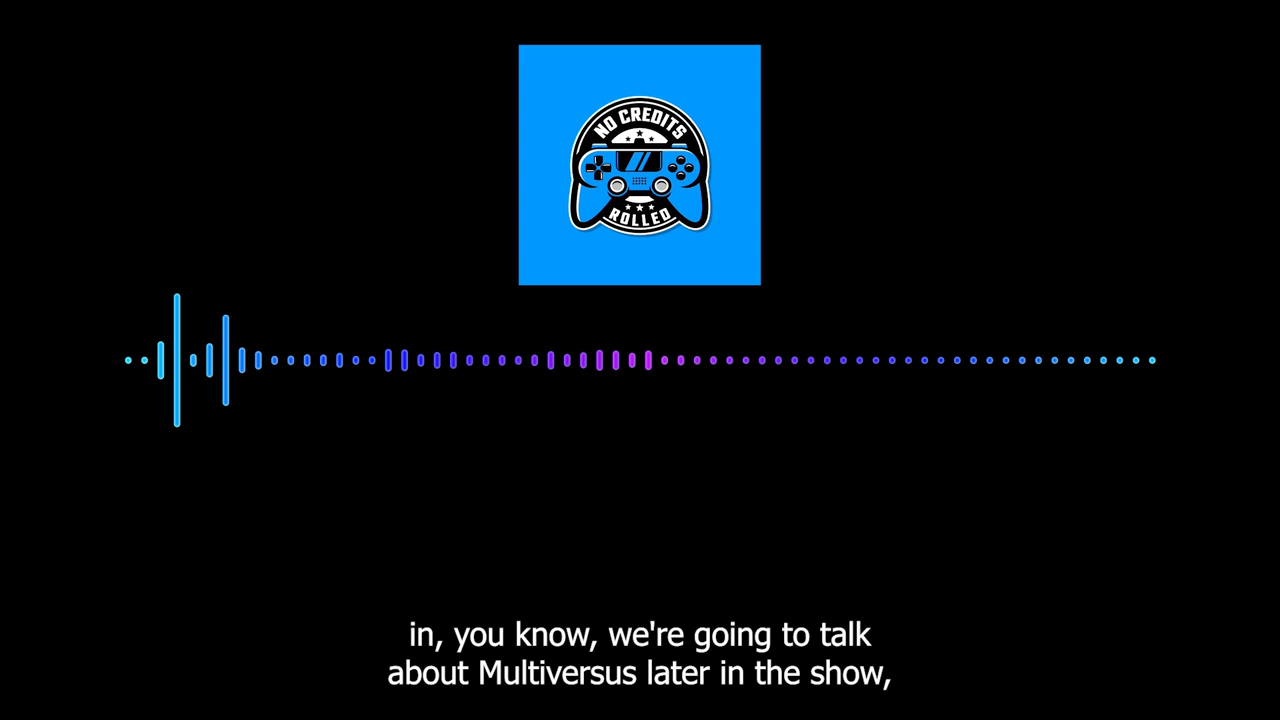 NO CREDITS
ROLLED
in, you know, we're going to talk
about Multiversus later in the show,